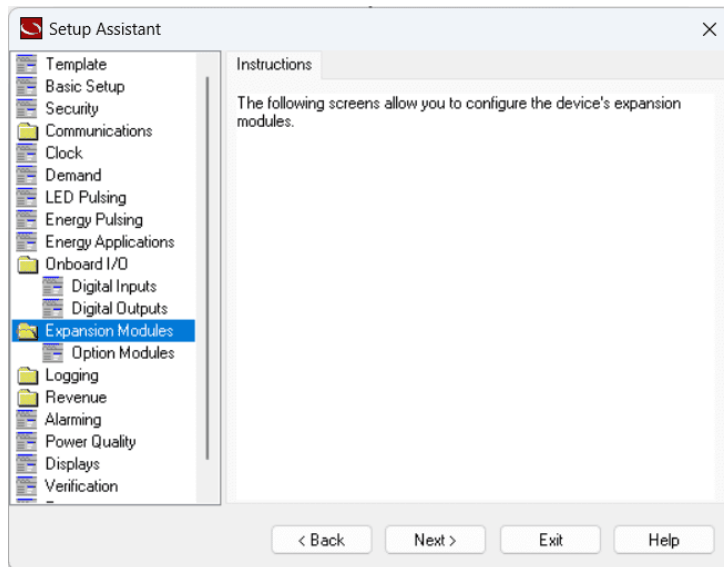 Setup Assistant
Template
Basic Setup
Security
Communications
Clock
Demand
LED Pulsing
Energy Pulsing
Energy Applications
Onboard I/O
Digital Inputs
Digital Outputs
Expansion Modules
Option Modules
Logging
Revenue
Alarming
Power Quality
Displays
Verification
Instructions
The following screens allow you to configure the device's expansion
modules.
< Back
Next >
Exit
Help